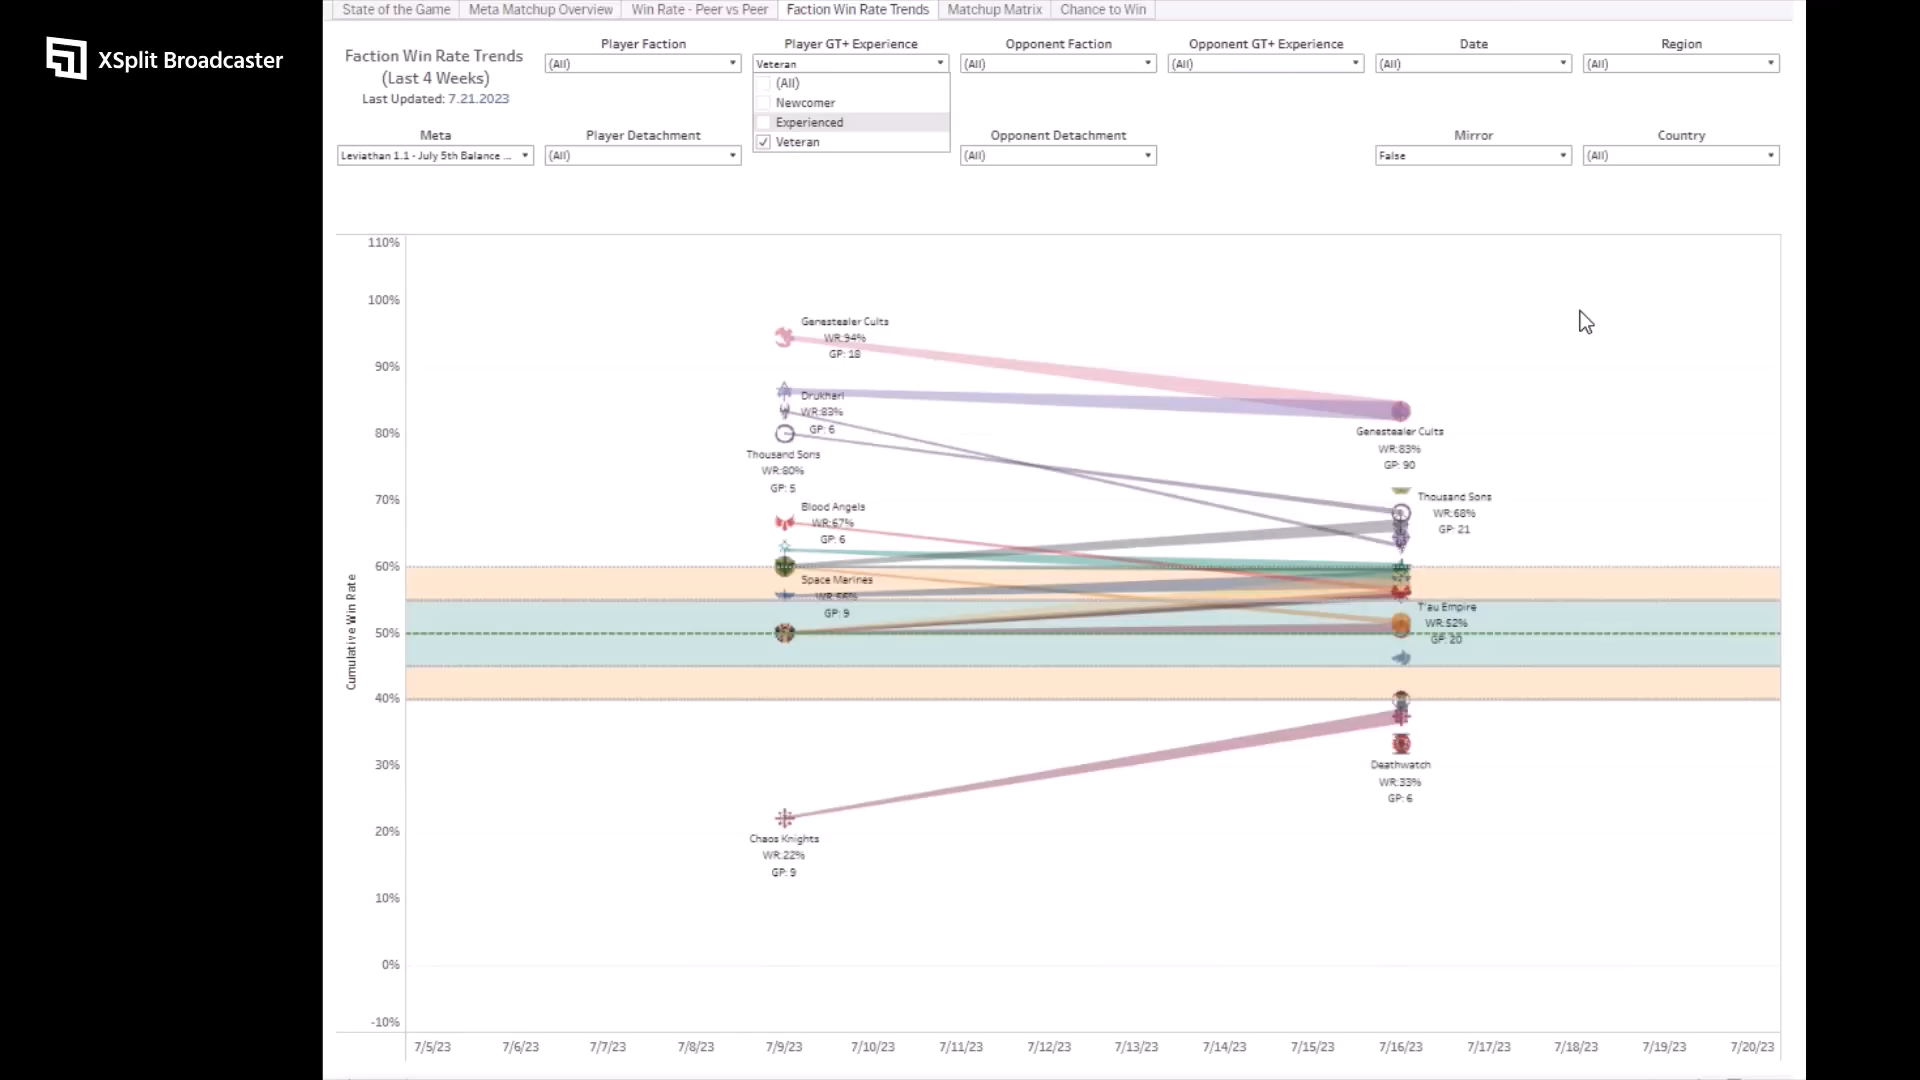 XSplit Broadcaster
State of the Game
Meta Matchup Overview
Win Rate - Peer vs Peer
Faction Win Rate Trends
Matchup Matrix
Chance to Win
Faction Win Rate Trends
(Last 4 Weeks)
Last Updated: 7.21.2023
Player Faction
(All)
Player GT+ Experience
Veteran
(All)
Newcomer
Experienced
Veteran
Opponent Faction
(All)
Opponent GT+ Experience
(All)
Date
(All)
Region
(All)
Meta
Leviathan 1.1 - July 5th Balance ...
Player Detachment
(All)
Opponent Detachment
(All)
Mirror
False
Country
(All)
Cumulative Win Rate
110%
100%
90%
80%
70%
60%
50%
40%
30%
20%
10%
0%
-10%
Genestealer Cults
WR:94%
GP: 18
Drukhari
WR:83%
GP: 6
Thousand Sons
WR:80%
GP: 5
Blood Angels
WR:67%
GP: 6
Space Marines
WR:56%
GP: 9
Chaos Knights
WR:22%
GP: 9
Genestealer Cults
WR:83%
GP: 90
Thousand Sons
WR:68%
GP: 21
T'au Empire
WR:52%
GP: 20
Deathwatch
WR:33%
GP: 6
7/5/23
7/6/23
7/7/23
7/8/23
7/9/23
7/10/23
7/11/23
7/12/23
7/13/23
7/14/23
7/15/23
7/16/23
7/17/23
7/18/23
7/19/23
7/20/23